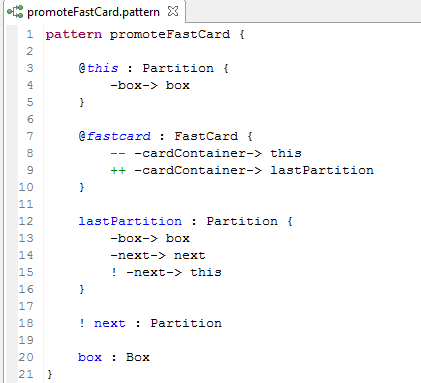 promoteFastCard.pattern
1 pattern promoteFastCard {
2
3 @this : Partition {
4 -box-> box
5 }
6
7 @fastcard : FastCard {
8 -- -cardContainer-> this
9 ++ -cardContainer-> lastPartition
10 }
11
12 lastPartition : Partition {
13 -box-> box
14 -next-> next
15 ! -next-> this
16 }
17
18 ! next : Partition
19
20 box : Box
21 }